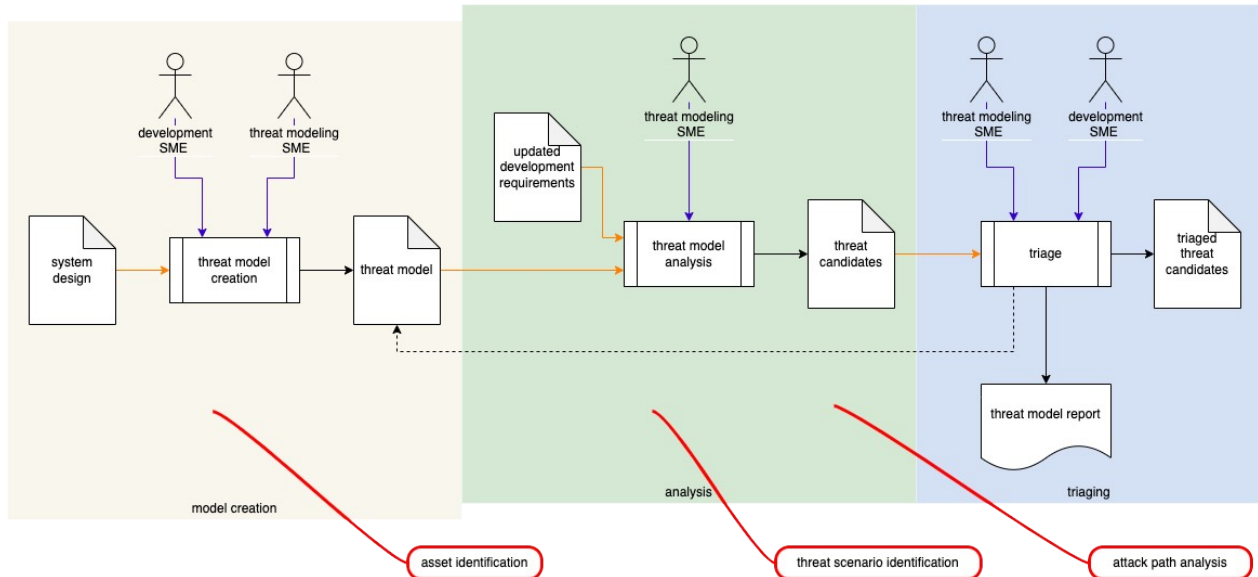 development
SME
threat modeling
SME
system
design
threat model
creation
threat model
model creation
threat modeling
SME
updated
development
requirements
threat model
analysis
threat
candidates
analysis
threat modeling
SME
development
SME
triage
triaged
threat
candidates
threat model report
triaging
asset identification
threat scenario identification
attack path analysis